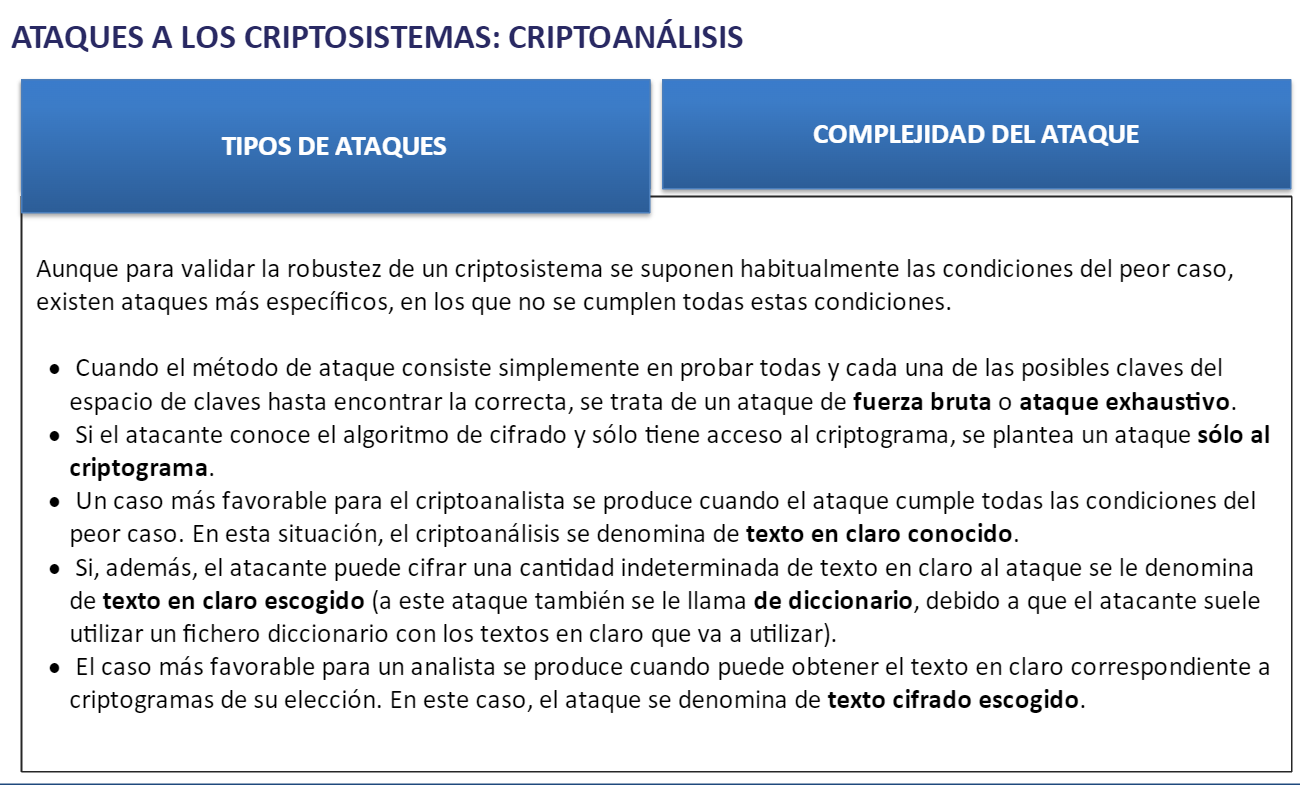 ATAQUES A LOS CRIPTOSISTEMAS: CRIPTOANÁLISIS
TIPOS DE ATAQUES
COMPLEJIDAD DEL ATAQUE
Aunque para validar la robustez de un criptosistema se suponen habitualmente las condiciones del peor caso,
existen ataques más específicos, en los que no se cumplen todas estas condiciones.
• Cuando el método de ataque consiste simplemente en probar todas y cada una de las posibles claves del
espacio de claves hasta encontrar la correcta, se trata de un ataque de fuerza bruta o ataque exhaustivo.
• Si el atacante conoce el algoritmo de cifrado y sólo tiene acceso al criptograma, se plantea un ataque sólo al
criptograma.
• Un caso más favorable para el criptoanalista se produce cuando el ataque cumple todas las condiciones del
peor caso. En esta situación, el criptoanálisis se denomina de texto en claro conocido.
• Si, además, el atacante puede cifrar una cantidad indeterminada de texto en claro al ataque se le denomina
de texto en claro escogido (a este ataque también se le llama de diccionario, debido a que el atacante suele
utilizar un fichero diccionario con los textos en claro que va a utilizar).
• El caso más favorable para un analista se produce cuando puede obtener el texto en claro correspondiente a
criptogramas de su elección. En este caso, el ataque se denomina de texto cifrado escogido.